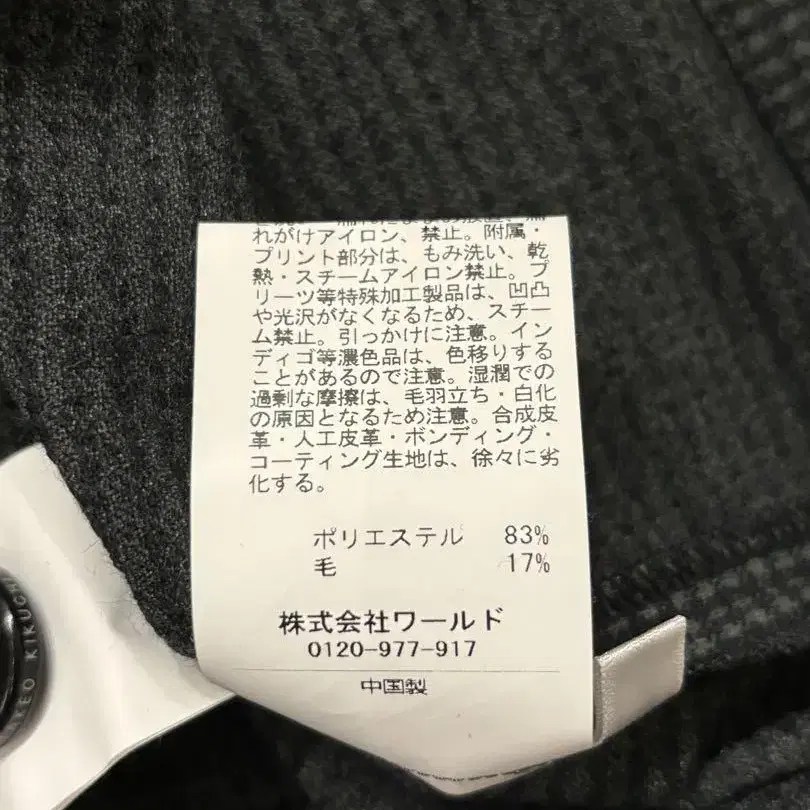 れがけアイロン、禁止。附属・
プリント部分は、もみ洗い、乾
熱・スチームアイロン禁止。プ
リーツ等特殊加工製品は、凹凸
や光沢がなくなるため、スチー
ム禁止。引っかけに注意。イン
ディゴ等濃色品は、色移りする
ことがあるので注意。湿潤での
過剰な摩擦は、毛羽立ち・白化
の原因となるため注意。合成皮
革・人工皮革・ボンディング・
コーティング生地は、徐々に劣
化する。
ポリエステル 83%
毛 17%
株式会社ワールド
0120-977-917
中国製
KEO KIKUCH